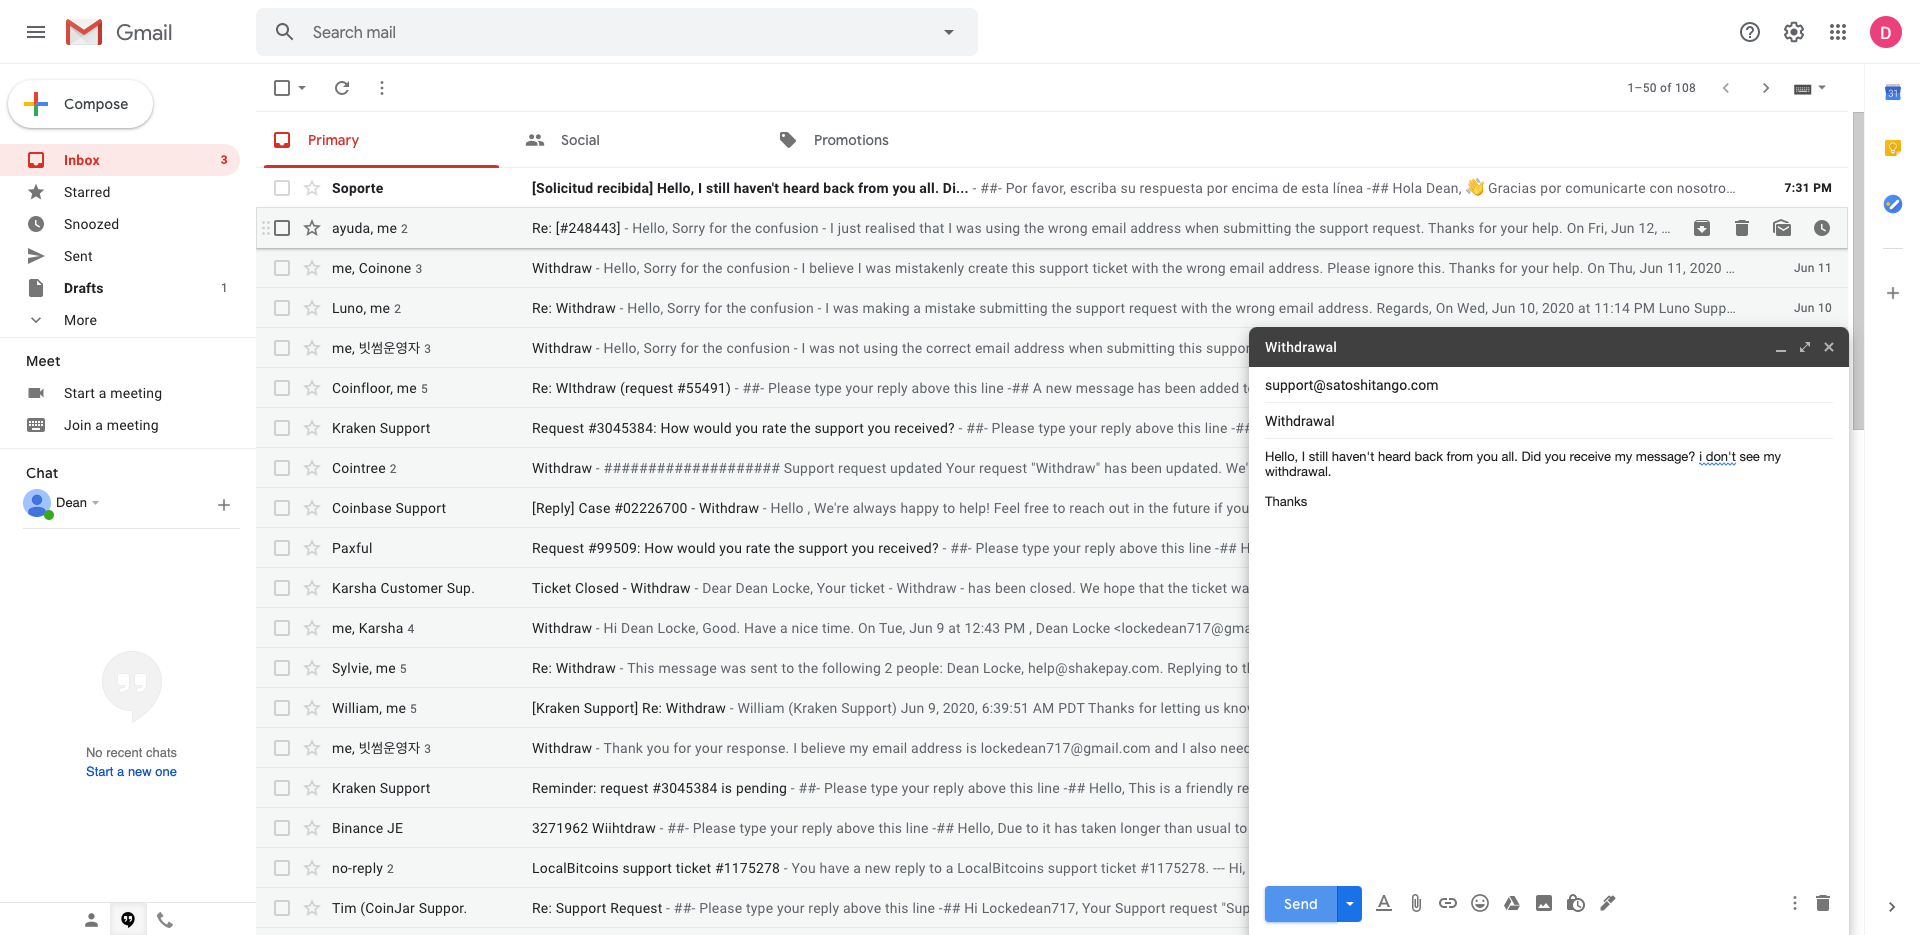 Gmail
Search mail
D
Compose
1–50 of 108
31
Primary
Social
Promotions
Inbox 3
Starred
Snoozed
Sent
Drafts 1
More
Meet
Start a meeting
Join a meeting
Chat
Dean
No recent chats
Start a new one
Soporte [Solicitud recibida] Hello, I still haven't heard back from you all. Di... - ##- Por favor, escriba su respuesta por encima de esta línea -## Hola Dean, 👋 Gracias por comunicarte con nosotro... 7:31 PM
ayuda, me 2 Re: [#248443] - Hello, Sorry for the confusion - I just realised that I was using the wrong email address when submitting the support request. Thanks for your help. On Fri, Jun 12, ...
me, Coinone 3 Withdraw - Hello, Sorry for the confusion - I believe I was mistakenly create this support ticket with the wrong email address. Please ignore this. Thanks for your help. On Thu, Jun 11, 2020 ... Jun 11
Luno, me 2 Re: Withdraw - Hello, Sorry for the confusion - I was making a mistake submitting the support request with the wrong email address. Regards, On Wed, Jun 10, 2020 at 11:14 PM Luno Supp... Jun 10
me, 빗썸운영자 3 Withdraw - Hello, Sorry for the confusion - I was not using the correct email address when submitting this suppor
Coinfloor, me 5 Re: WIthdraw (request #55491) - ##- Please type your reply above this line -## A new message has been added t
Kraken Support Request #3045384: How would you rate the support you received? - ##- Please type your reply above this line -##
Cointree 2 Withdraw - #################### Support request updated Your request "Withdraw" has been updated. We'
Coinbase Support [Reply] Case #02226700 - Withdraw - Hello , We're always happy to help! Feel free to reach out in the future if you
Paxful Request #99509: How would you rate the support you received? - ##- Please type your reply above this line -## H
Karsha Customer Sup. Ticket Closed - Withdraw - Dear Dean Locke, Your ticket - Withdraw - has been closed. We hope that the ticket wa
me, Karsha 4 Withdraw - Hi Dean Locke, Good. Have a nice time. On Tue, Jun 9 at 12:43 PM , Dean Locke <lockedean717@gma
Sylvie, me 5 Re: Withdraw - This message was sent to the following 2 people: Dean Locke, help@shakepay.com. Replying to t
William, me 5 [Kraken Support] Re: Withdraw - William (Kraken Support) Jun 9, 2020, 6:39:51 AM PDT Thanks for letting us kno
me, 빗썸운영자 3 Withdraw - Thank you for your response. I believe my email address is lockedean717@gmail.com and I also need
Kraken Support Reminder: request #3045384 is pending - ##- Please type your reply above this line -## Hello, This is a friendly re
Binance JE 3271962 Wiihtdraw - ##- Please type your reply above this line -## Hello, Due to it has taken longer than usual to
no-reply 2 LocalBitcoins support ticket #1175278 - You have a new reply to a LocalBitcoins support ticket #1175278. --- Hi,
Tim (CoinJar Suppor. Re: Support Request - ##- Please type your reply above this line -## Hi Lockedean717, Your Support request "Sup
Withdrawal
support@satoshitango.com
Withdrawal
Hello, I still haven't heard back from you all. Did you receive my message? i don't see my
withdrawal.
Thanks
Send